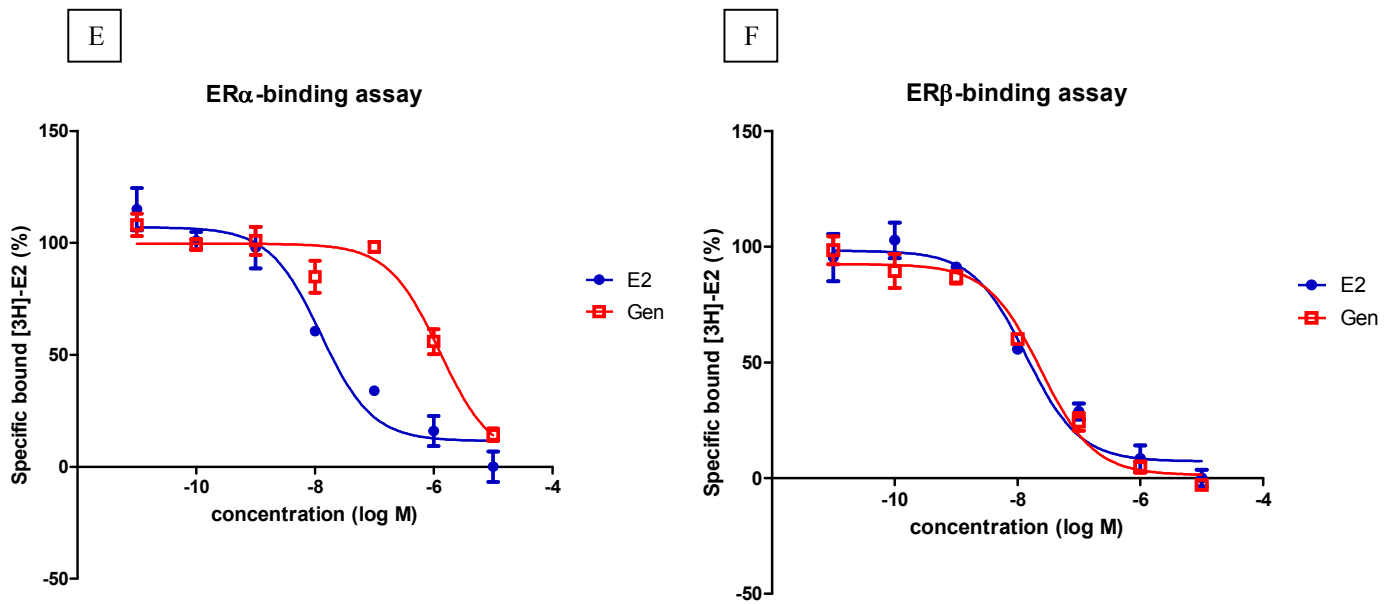 E
ERα-binding assay
150
100
50
0
-50
-10
-8
-6
-4
Specific bound [3H]-E2 (%)
concentration (log M)
E2
Gen
F
ERβ-binding assay
150
100
50
0
-50
-10
-8
-6
-4
Specific bound [3H]-E2 (%)
concentration (log M)
E2
Gen